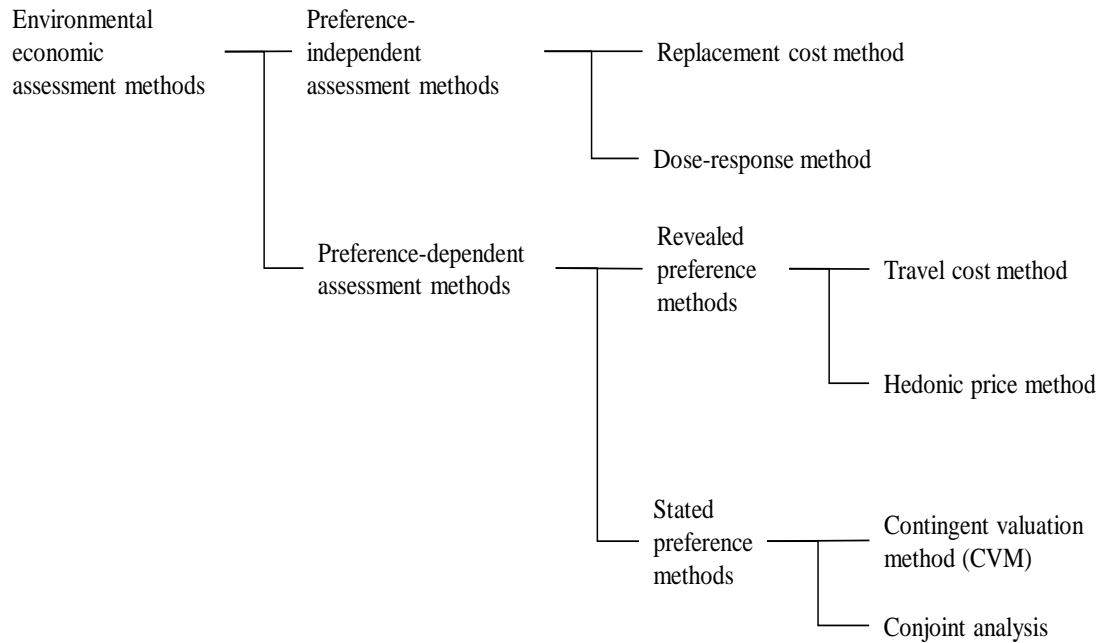 Environmental
economic
assessment methods
Preference-
independent
assessment methods
Replacement cost method
Dose-response method
Preference-dependent
assessment methods
Revealed
preference
methods
Travel cost method
Hedonic price method
Stated
preference
methods
Contingent valuation
method (CVM)
Conjoint analysis